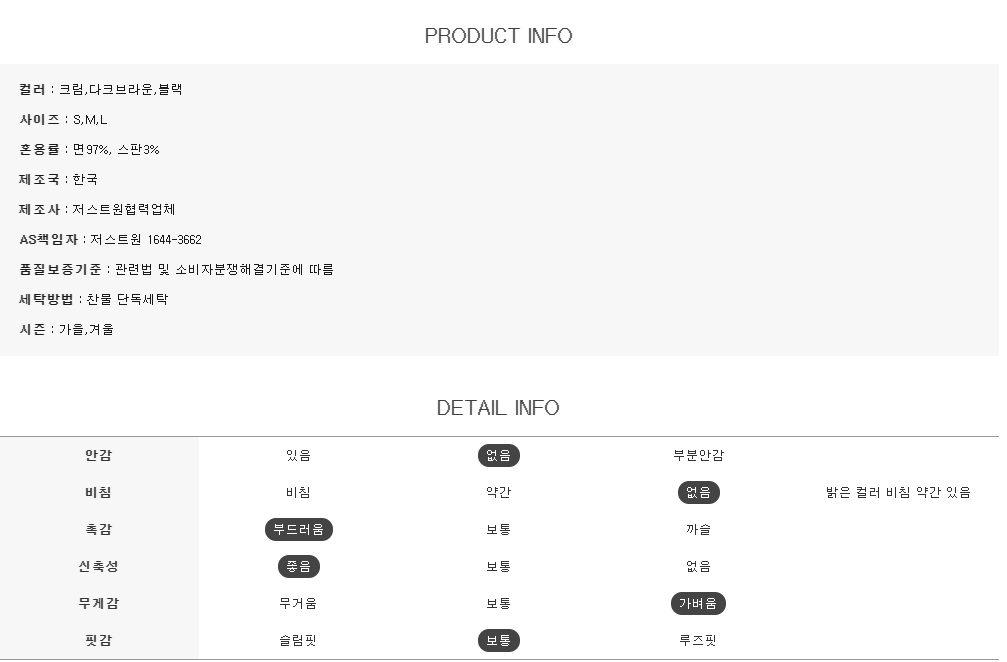 PRODUCT INFO
컬러 : 크림,다크브라운,블랙
사이즈 : S,M,L
혼용률 : 면97%, 스판3%
제조국 : 한국
제조사 : 저스트원협력업체
AS책임자 : 저스트원 1644-3662
품질보증기준 : 관련법 및 소비자분쟁해결기준에 따름
세탁방법 : 찬물 단독세탁
시즌 : 가을,겨울
DETAIL INFO
안감 있음 없음 부분안감
비침 비침 약간 없음 밝은 컬러 비침 약간 있음
촉감 부드러움 보통 까슬
신축성 좋음 보통 없음
무게감 무거움 보통 가벼움
핏감 슬림핏 보통 루즈핏